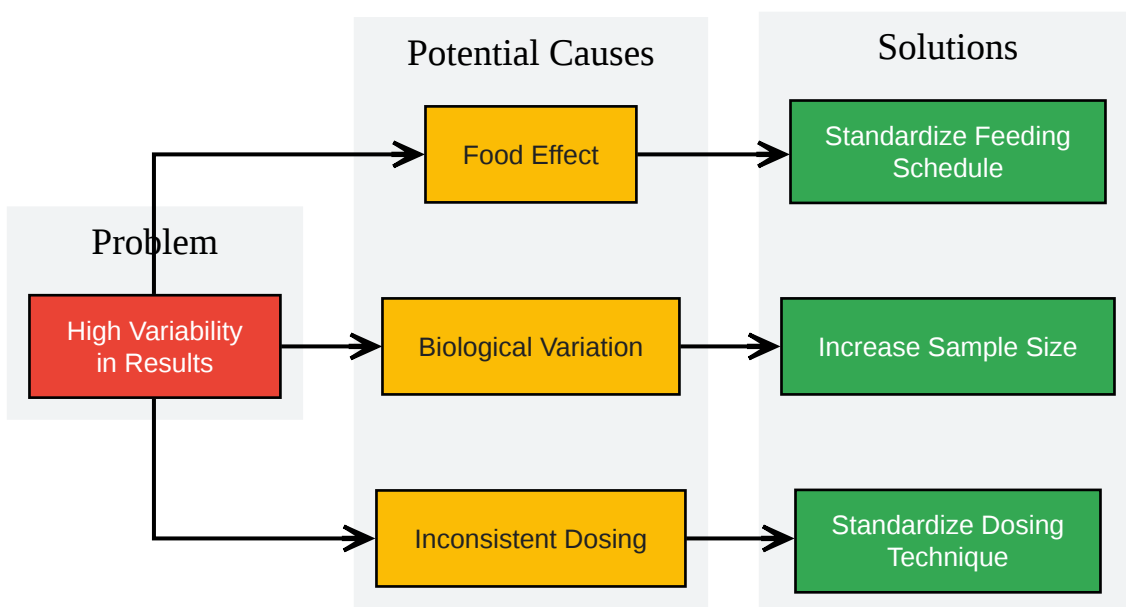 Potential Causes
Solutions
Food Effect
Standardize Feeding
Schedule
Problem
High Variability
in Results
Biological Variation
Increase Sample Size
Inconsistent Dosing
Standardize Dosing
Technique